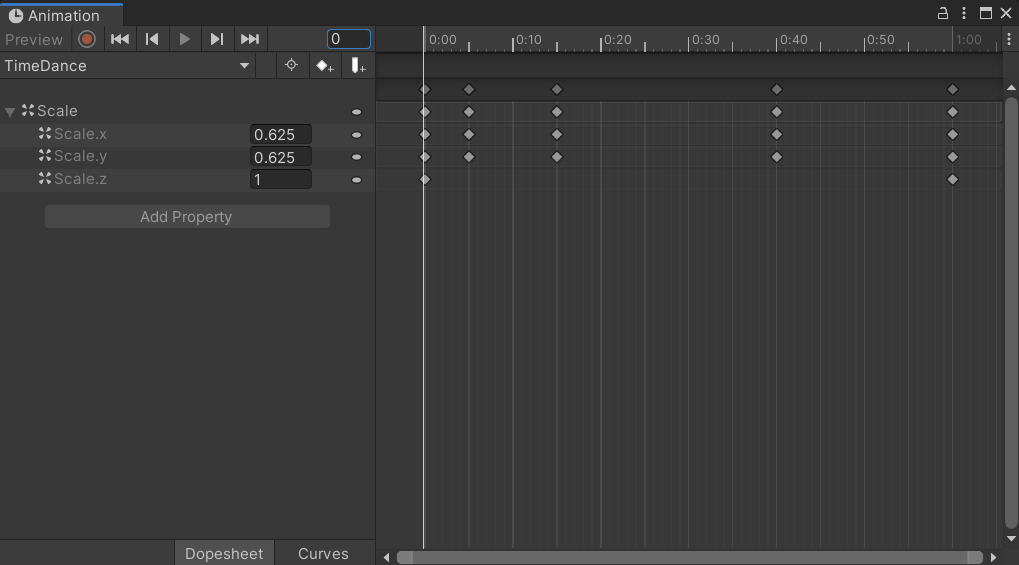 Animation
Preview 0 0:00 0:10 0:20 0:30 0:40 0:50 1:00
TimeDance
Scale
Scale.x 0.625
Scale.y 0.625
Scale.z 1
Add Property
Dopesheet Curves